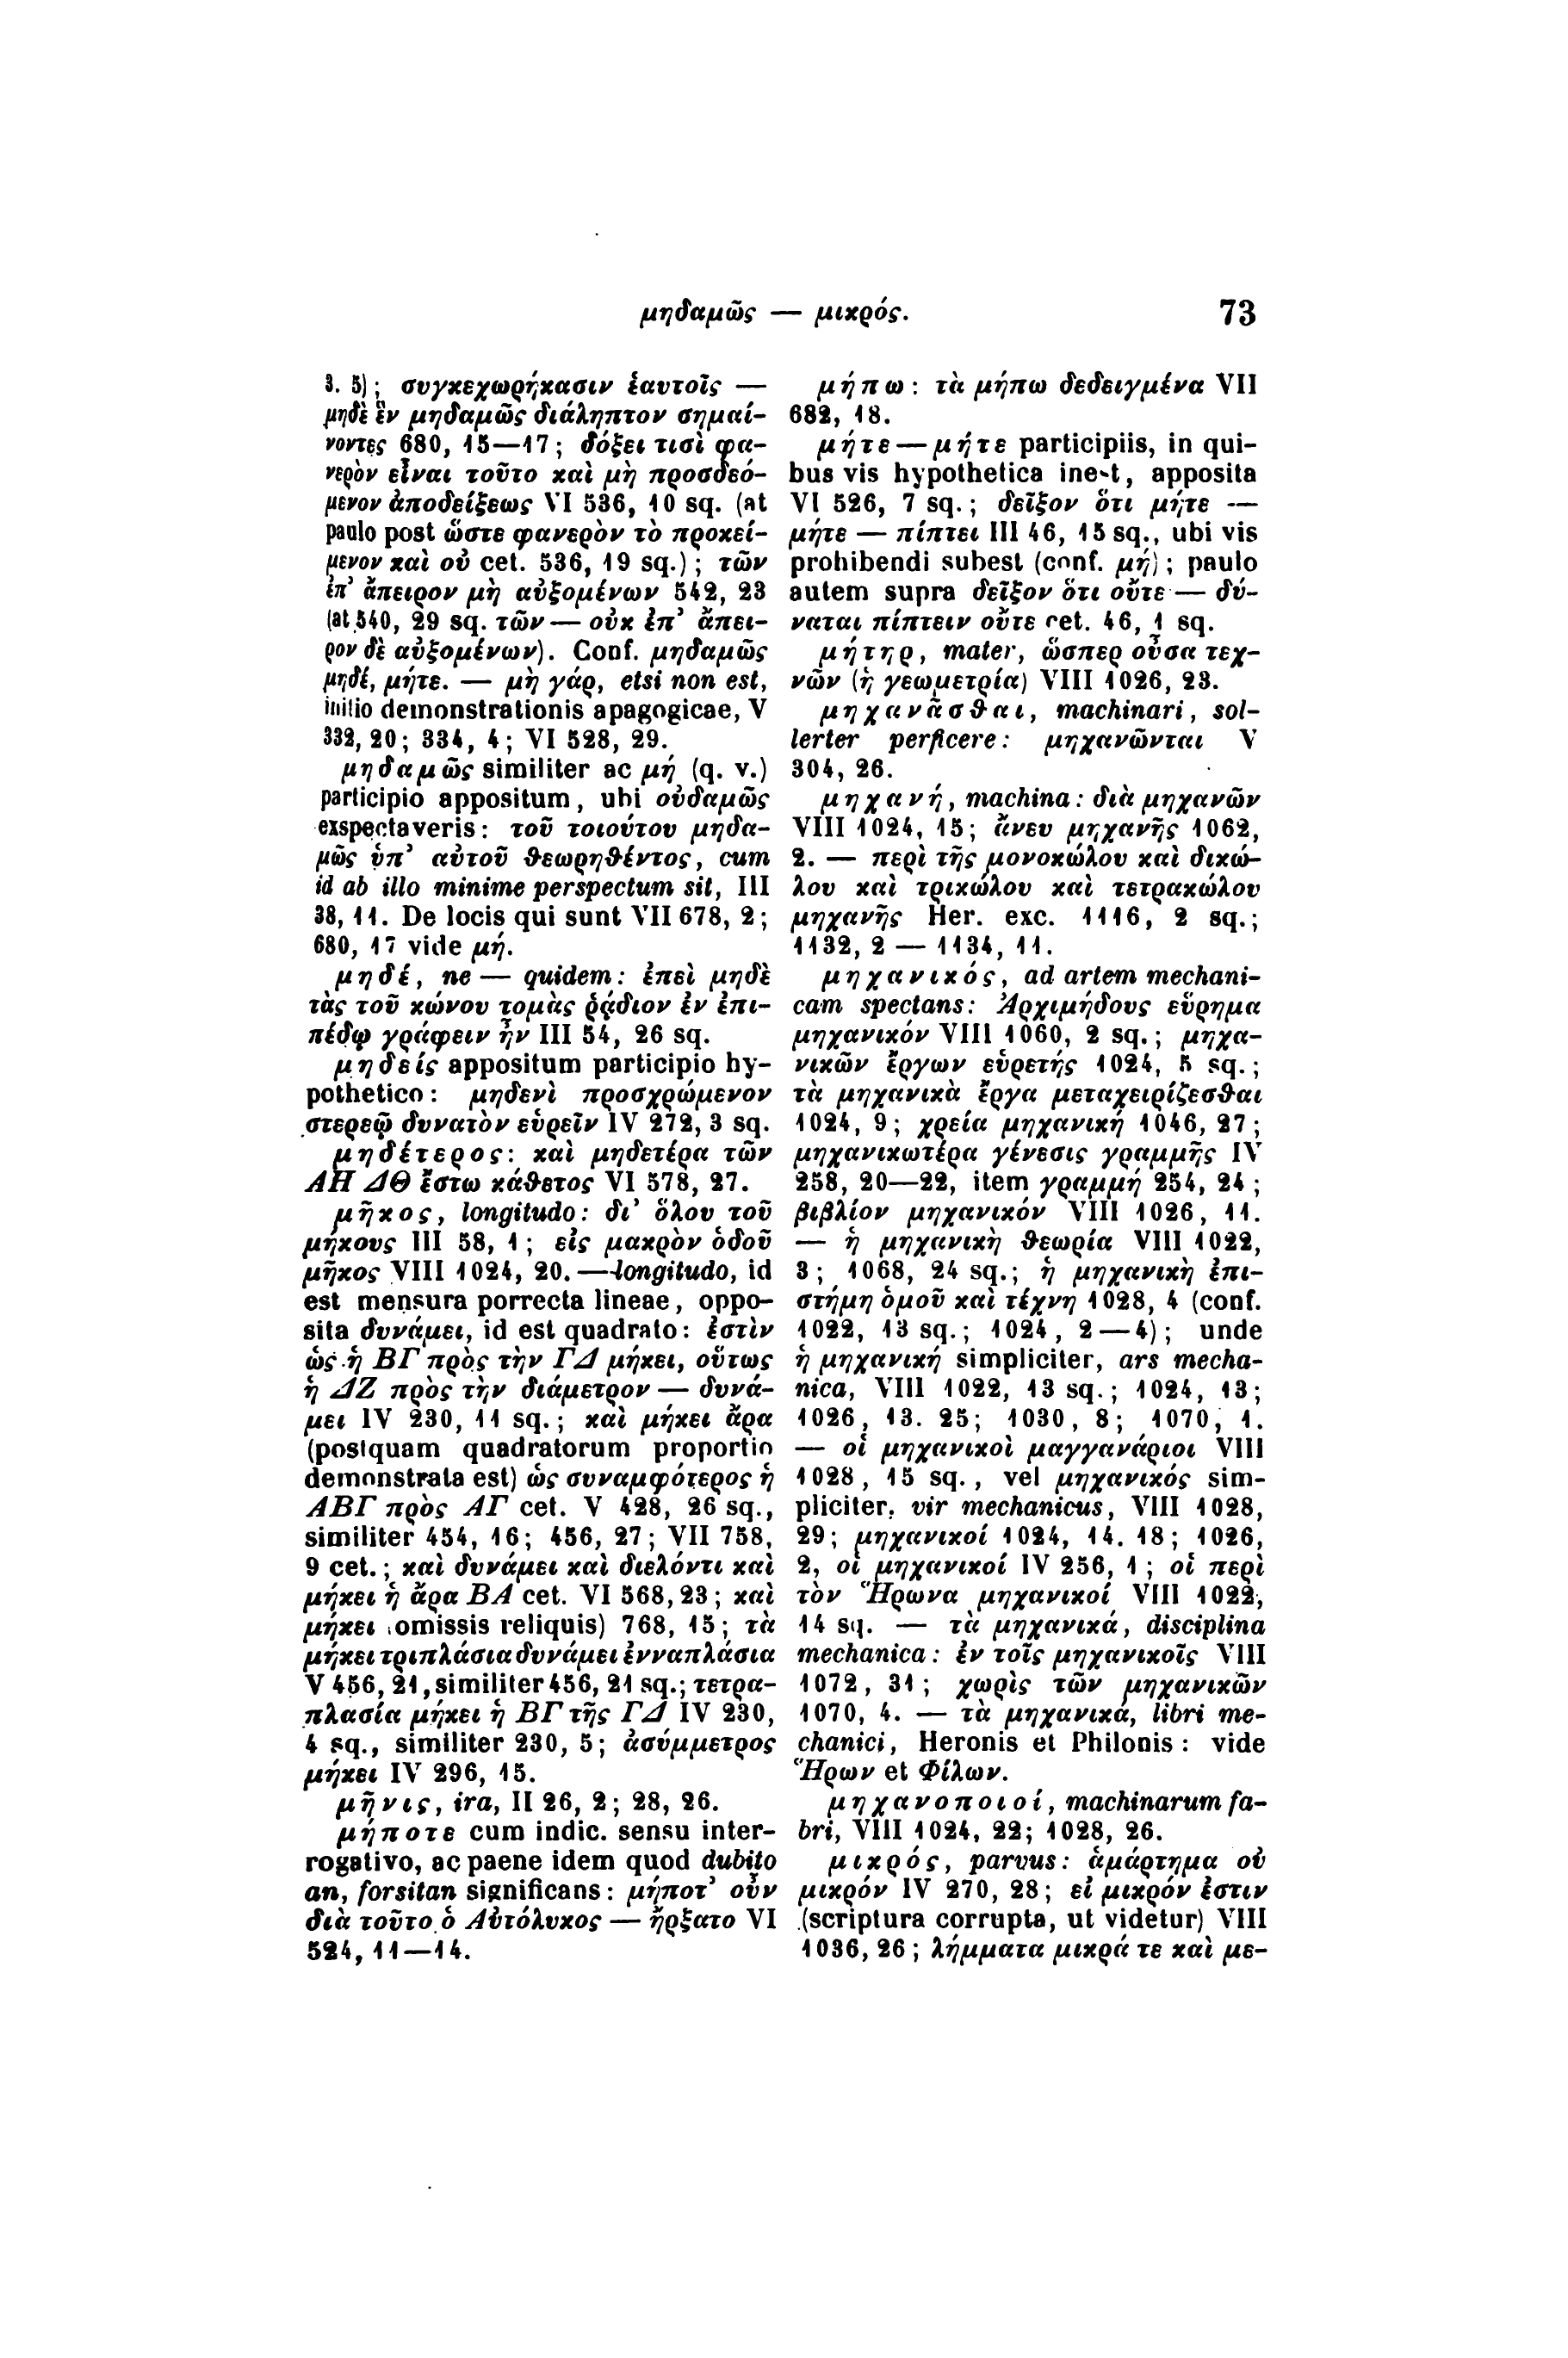 μηδαμῶς — μικρός. 73
3. 5); συγκεχωρήκασιν ἑαυτοῖς —
μηδὲ ἓν μηδαμῶς διάληπτον σημαί-
νοντες 680, 15—17; δόξει τισὶ φα-
νερὸν εἶναι τοῦτο καὶ μὴ προσδεό-
μενον ἀποδείξεως VI 536, 10 sq. (at
paulo post ὥστε φανερὸν τὸ προκεί-
μενον καὶ οὐ cet. 536, 19 sq.); τῶν
ἐπ’ ἄπειρον μὴ αὐξομένων 542, 23
(at 540, 29 sq. τῶν — οὐκ ἐπ’ ἄπει-
ρον δὲ αὐξομένων). Conf. μηδαμῶς
μηδέ, μήτε. — μὴ γάρ, etsi non est,
initio demonstrationis apagogicae, V
332, 20; 334, 4; VI 528, 29.
μηδαμῶς similiter ac μή (q. v.)
participio appositum, ubi οὐδαμῶς
exspectaveris: τοῦ τοιούτου μηδα-
μῶς ὑπ’ αὐτοῦ θεωρηθέντος, cum
id ab illo minime perspectum sit, III
38, 11. De locis qui sunt VII 678, 2;
680, 17 vide μή.
μηδέ, ne — quidem: ἐπεὶ μηδὲ
τὰς τοῦ κώνου τομὰς ῥᾴδιον ἐν ἐπι-
πέδῳ γράφειν ἦν III 54, 26 sq.
μηδείς appositum participio hy-
pothetico: μηδενὶ προσχρώμενον
στερεῷ δυνατὸν εὑρεῖν IV 272, 3 sq.
μηδέτερος: καὶ μηδετέρα τῶν
ΑΗ ΔΘ ἔστω κάθετος VI 578, 27.
μῆκος, longitudo: δι’ ὅλου τοῦ
μήκους III 58, 1; εἰς μακρὸν ὁδοῦ
μῆκος VIII 1024, 20. — longitudo, id
est mensura porrecta lineae, oppo-
sita δυνάμει, id est quadrato: ἐστὶν
ὡς ἡ ΒΓ πρὸς τὴν ΓΔ μήκει, οὕτως
ἡ ΔΖ πρὸς τὴν διάμετρον — δυνά-
μει IV 230, 11 sq.; καὶ μήκει ἄρα
(postquam quadratorum proportio
demonstrata est) ὡς συναμφότερος ἡ
ΑΒΓ πρὸς ΑΓ cet. V 428, 26 sq.,
similiter 454, 16; 456, 27; VII 758,
9 cet.; καὶ δυνάμει καὶ διελόντι καὶ
μήκει ἡ ἄρα ΒΑ cet. VI 568, 23; καὶ
μήκει (omissis reliquis) 768, 15; τὰ
μήκει τριπλάσια δυνάμει ἐνναπλάσια
V 456, 21, similiter 456, 21 sq.; τετρα-
πλασία μήκει ἡ ΒΓ τῆς ΓΔ IV 230,
4 sq., similiter 230, 5; ἀσύμμετρος
μήκει IV 296, 15.
μῆνις, ira, II 26, 2; 28, 26.
μήποτε cum indic. sensu inter-
rogativo, ac paene idem quod dubito
an, forsitan significans: μήποτ’ οὖν
διὰ τοῦτο ὁ Αὐτόλυκος — ἤρξατο VI
524, 11—14.
μήπω: τὰ μήπω δεδειγμένα VII
682, 18.
μήτε — μήτε participiis, in qui-
bus vis hypothetica inest, apposita
VI 526, 7 sq.; δεῖξον ὅτι μήτε —
μήτε — πίπτει III 46, 15 sq., ubi vis
prohibendi subest (conf. μή); paulo
autem supra δεῖξον ὅτι οὔτε — δύ-
ναται πίπτειν οὔτε cet. 46, 1 sq.
μήτηρ, mater, ὥσπερ οὖσα τεχ-
νῶν (ἡ γεωμετρία) VIII 1026, 23.
μηχανᾶσθαι, machinari, sol-
lerter perficere: μηχανῶνται V
304, 26.
μηχανή, machina: διὰ μηχανῶν
VIII 1024, 15; ἄνευ μηχανῆς 1062,
2. — περὶ τῆς μονοκώλου καὶ δικώ-
λου καὶ τρικώλου καὶ τετρακώλου
μηχανῆς Her. exc. 1116, 2 sq.;
1132, 2 — 1134, 11.
μηχανικός, ad artem mechani-
cam spectans: Ἀρχιμήδους εὕρημα
μηχανικόν VIII 1060, 2 sq.; μηχα-
νικῶν ἔργων εὑρετής 1024, 5 sq.;
τὰ μηχανικὰ ἔργα μεταχειρίζεσθαι
1024, 9; χρεία μηχανική 1046, 27;
μηχανικωτέρα γένεσις γραμμῆς IV
258, 20—22, item γραμμή 254, 24;
βιβλίον μηχανικόν VIII 1026, 11.
— ἡ μηχανικὴ θεωρία VIII 1022,
3; 1068, 24 sq.; ἡ μηχανικὴ ἐπι-
στήμη ὁμοῦ καὶ τέχνη 1028, 4 (conf.
1022, 13 sq.; 1024, 2—4); unde
ἡ μηχανική simpliciter, ars mecha-
nica, VIII 1022, 13 sq.; 1024, 13;
1026, 13. 25; 1030, 8; 1070, 1.
— οἱ μηχανικοὶ μαγγανάριοι VIII
1028, 15 sq., vel μηχανικός sim-
pliciter, vir mechanicus, VIII 1028,
29; μηχανικοί 1024, 14. 18; 1026,
2, οἱ μηχανικοί IV 256, 1; οἱ περὶ
τὸν Ἥρωνα μηχανικοί VIII 1022,
14 sq. — τὰ μηχανικά, disciplina
mechanica: ἐν τοῖς μηχανικοῖς VIII
1072, 31; χωρὶς τῶν μηχανικῶν
1070, 4. — τὰ μηχανικά, libri me-
chanici, Heronis et Philonis: vide
Ἥρων et Φίλων.
μηχανοποιοί, machinarum fa-
bri, VIII 1024, 22; 1028, 26.
μικρός, parvus: ἁμάρτημα οὐ
μικρόν IV 270, 28; εἰ μικρόν ἐστιν
(scriptura corrupta, ut videtur) VIII
1036, 26; λήμματα μικρά τε καὶ με-